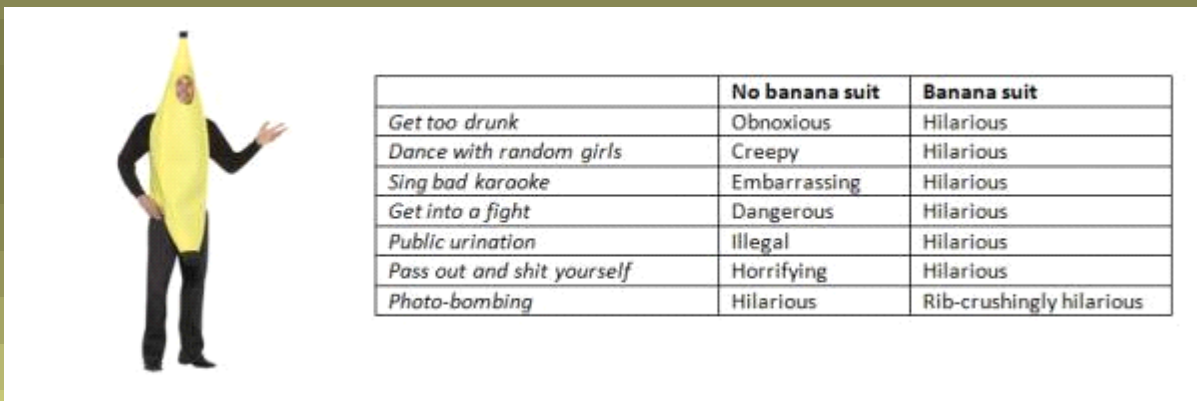 No banana suit Banana suit
Get too drunk Obnoxious Hilarious
Dance with random girls Creepy Hilarious
Sing bad karaoke Embarrassing Hilarious
Get into a fight Dangerous Hilarious
Public urination Illegal Hilarious
Pass out and shit yourself Horrifying Hilarious
Photo-bombing Hilarious Rib-crushingly hilarious